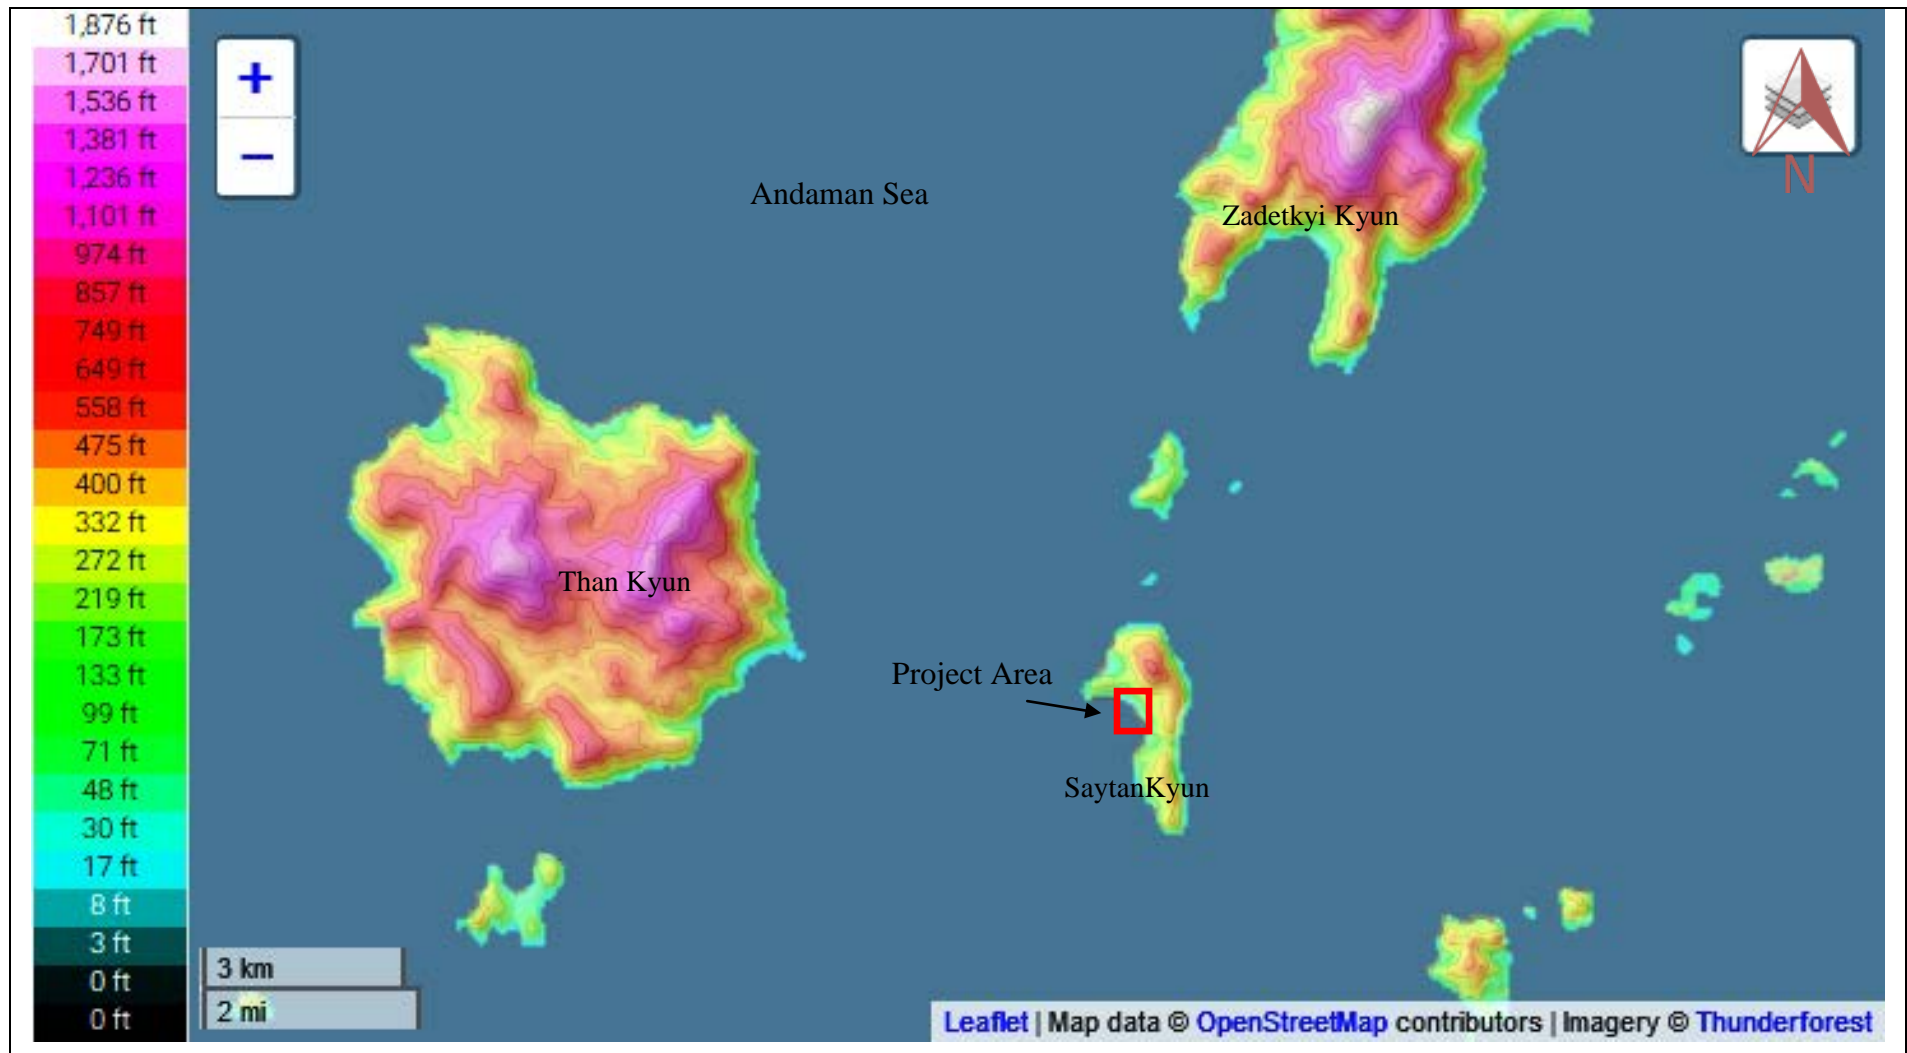 1,876 ft
1,701 ft
1,536 ft
1,381 ft
1,236 ft
1,101 ft
974 ft
857 ft
749 ft
649 ft
558 ft
475 ft
400 ft
332 ft
272 ft
219 ft
173 ft
133 ft
99 ft
71 ft
48 ft
30 ft
17 ft
8 ft
3 ft
0 ft
0 ft
+
−
N
Andaman Sea
Zadetkyi Kyun
Than Kyun
Project Area
SaytanKyun
3 km
2 mi
Leaflet | Map data © OpenStreetMap contributors | Imagery © Thunderforest